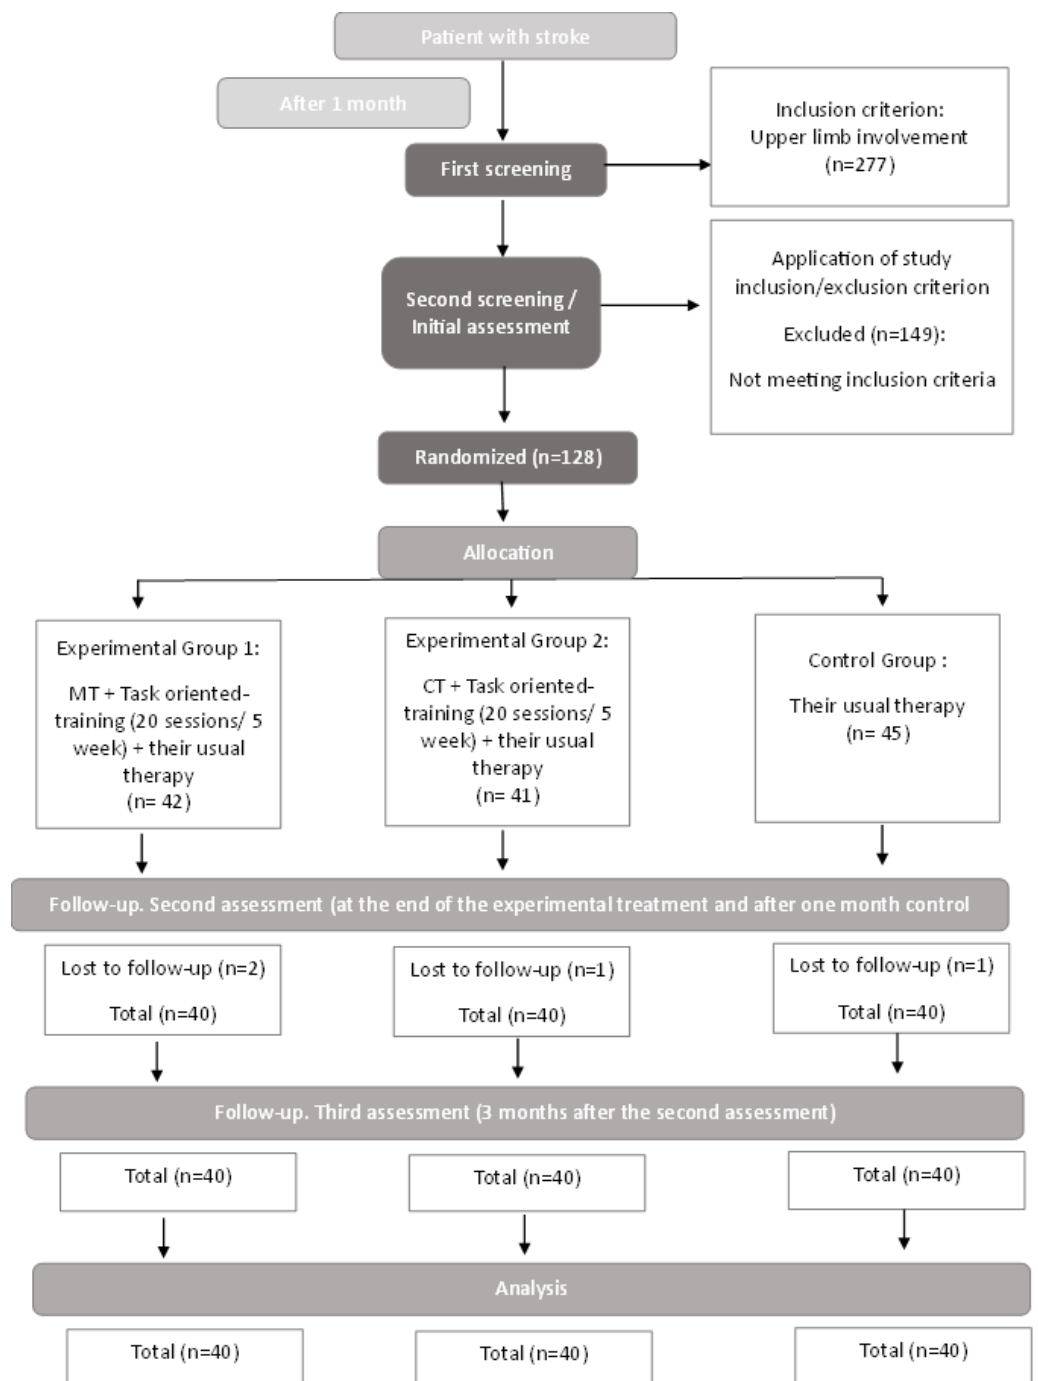 Patient with stroke
After 1 month
First screening
Inclusion criterion:
Upper limb involvement
(n=277)
Second screening /
Initial assessment
Application of study
inclusion/exclusion criterion
Excluded (n=149):
Not meeting inclusion criteria
Randomized (n=128)
Allocation
Experimental Group 1:
MT + Task oriented-
training (20 sessions/ 5
week) + their usual
therapy
(n= 42)
Experimental Group 2:
CT + Task oriented-
training (20 sessions/ 5
week) + their usual
therapy
(n= 41)
Control Group :
Their usual therapy
(n= 45)
Follow-up. Second assessment (at the end of the experimental treatment and after one month control
Lost to follow-up (n=2)
Total (n=40)
Lost to follow-up (n=1)
Total (n=40)
Lost to follow-up (n=1)
Total (n=40)
Follow-up. Third assessment (3 months after the second assessment)
Total (n=40)
Total (n=40)
Total (n=40)
Analysis
Total (n=40)
Total (n=40)
Total (n=40)